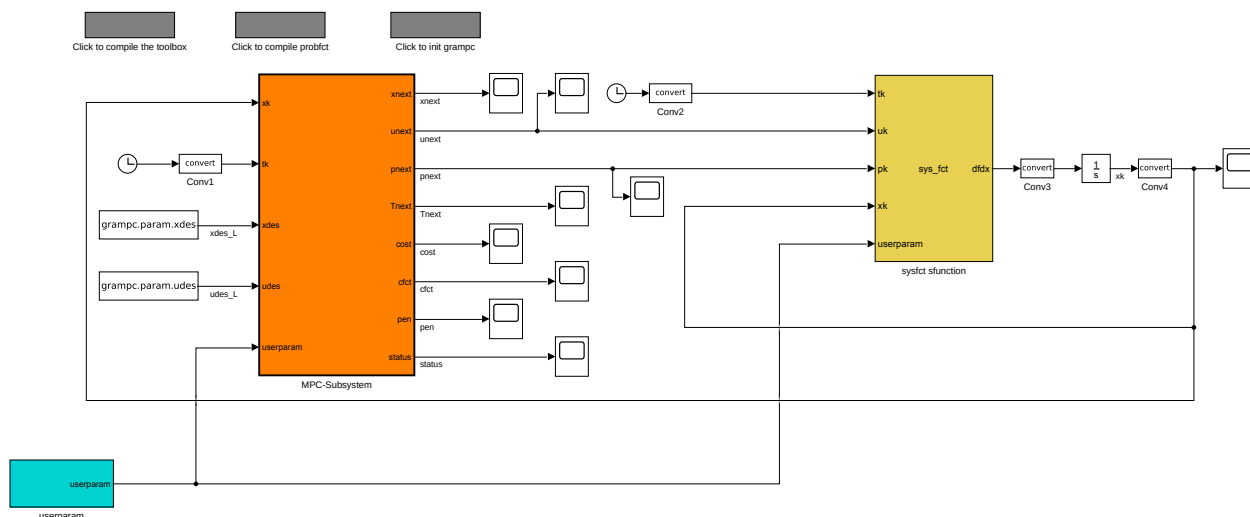 Click to compile the toolbox
Click to compile probfct
Click to init grampc
xk
tk
xdes
udes
userparam
xnext
unext
pnext
Tnext
cost
cfct
pen
status
MPC-Subsystem
xnext
unext
pnext
Tnext
cost
cfct
pen
status
convert
Conv1
grampc.param.xdes
xdes_L
grampc.param.udes
udes_L
convert
Conv2
tk
uk
pk
xk
userparam
sys_fct
dfdx
sysfct sfunction
convert
Conv3
1
s
xk
convert
Conv4
userparam
userparam